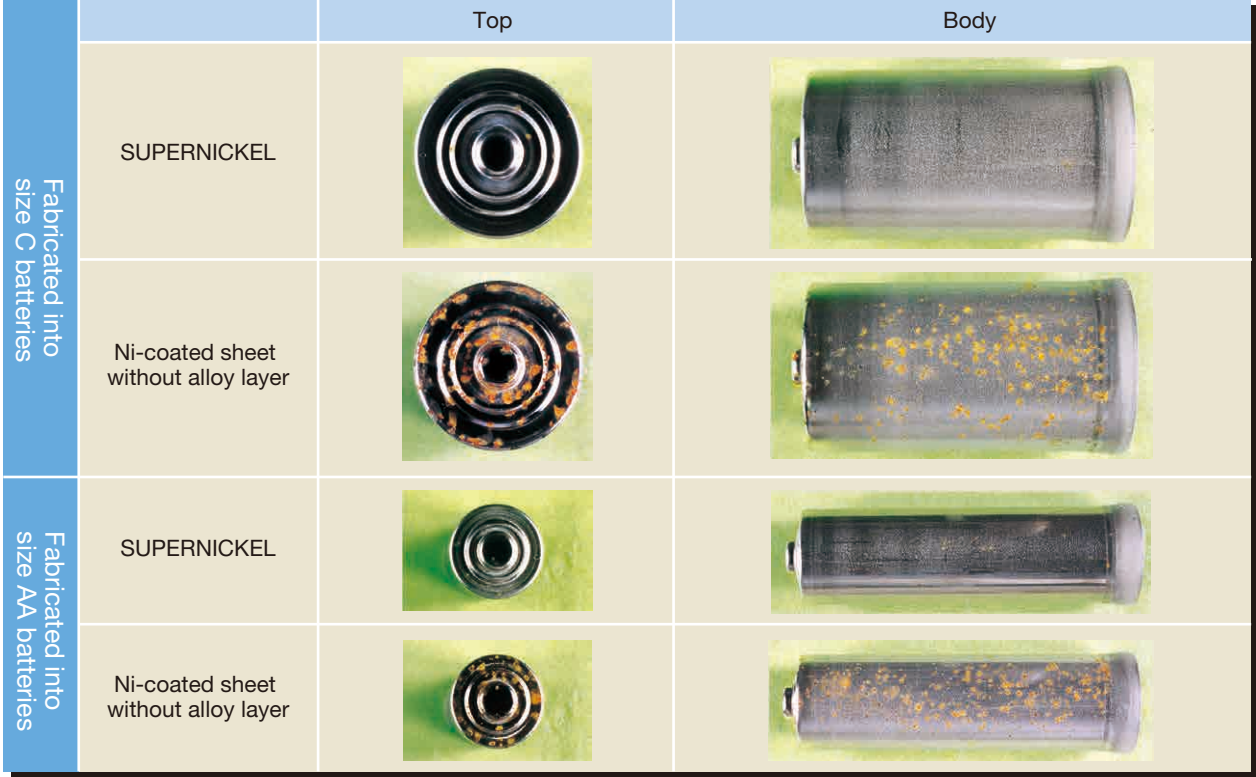 Top
Body
Fabricated into
size C batteries
SUPERNICKEL
Ni-coated sheet
without alloy layer
Fabricated into
size AA batteries
SUPERNICKEL
Ni-coated sheet
without alloy layer